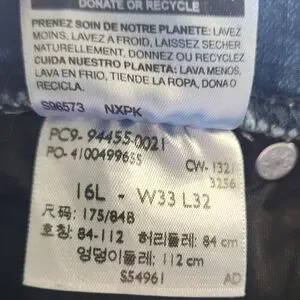 DONATE OR RECYCLE
PRENEZ SOIN DE NOTRE PLANETE: LAVEZ
MOINS, LAVEZ A FROID, LAISSEZ SECHER
NATURELLEMENT, DONNEZ OU RECYCLEZ
CUIDA NUESTRO PLANETA: LAVA MENOS,
LAVA EN FRIO, TIENDE LA ROPA, DONA O
RECICLA.
S96573 NXPK
PC9- 94455-0021
PO- 4100499655
CW- 1321
3256
16L - W33 L32
尺码: 175/84B
호칭: 84-112 허리둘레: 84 cm
엉덩이둘레: 112 cm
S54961 AD